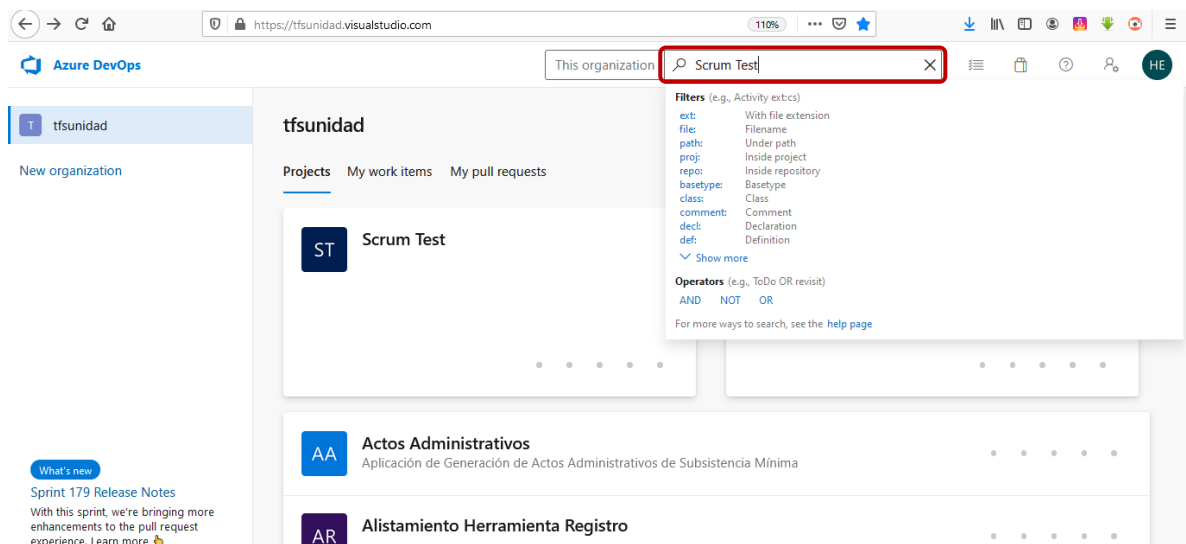 https://tfsunidad.visualstudio.com
110%
Azure DevOps
This organization
Scrum Test
HE
T
tfsunidad
New organization
tfsunidad
Projects My work items My pull requests
ST
Scrum Test
Filters (e.g., Activity ext:cs)
ext: With file extension
file: Filename
path: Under path
proj: Inside project
repo: Inside repository
basetype: Basetype
class: Class
comment: Comment
decl: Declaration
def: Definition
Show more
Operators (e.g., ToDo OR revisit)
AND NOT OR
For more ways to search, see the help page
AA
Actos Administrativos
Aplicación de Generación de Actos Administrativos de Subsistencia Mínima
AR
Alistamiento Herramienta Registro
What's new
Sprint 179 Release Notes
With this sprint, we're bringing more
enhancements to the pull request
experience. Learn more